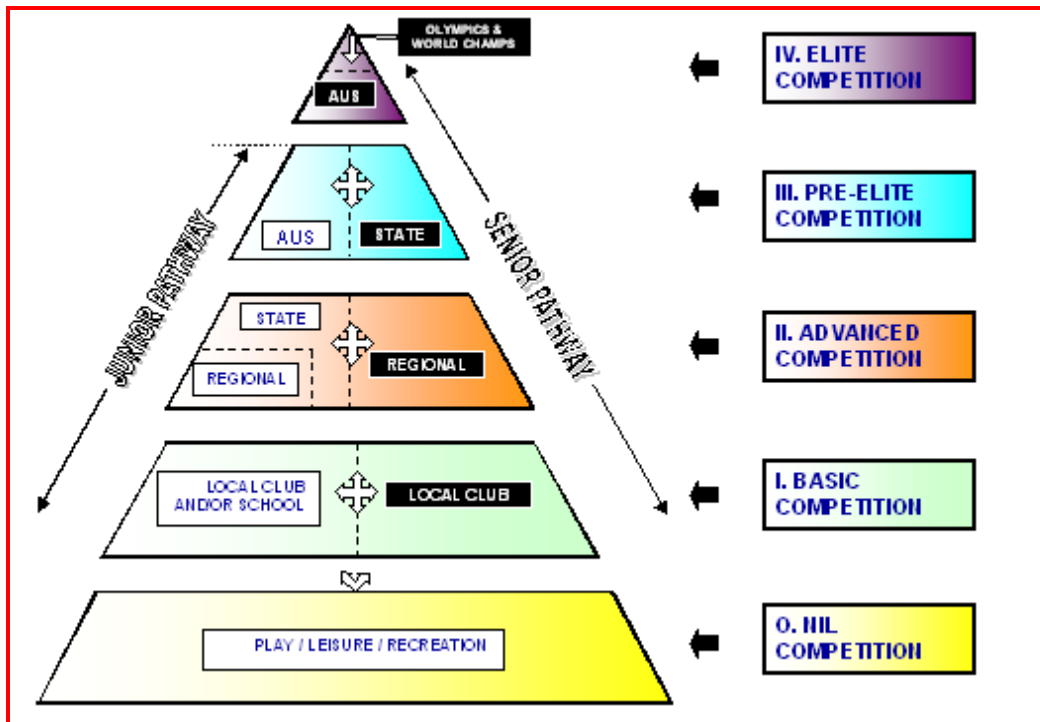 OLYMPICS &
WORLD CHAMPS
AUS
IV. ELITE
COMPETITION
JUNIOR PATHWAY
SENIOR PATHWAY
AUS
STATE
III. PRE-ELITE
COMPETITION
STATE
REGIONAL
REGIONAL
II. ADVANCED
COMPETITION
LOCAL CLUB
AND/OR SCHOOL
LOCAL CLUB
I. BASIC
COMPETITION
PLAY / LEISURE / RECREATION
O. NIL
COMPETITION